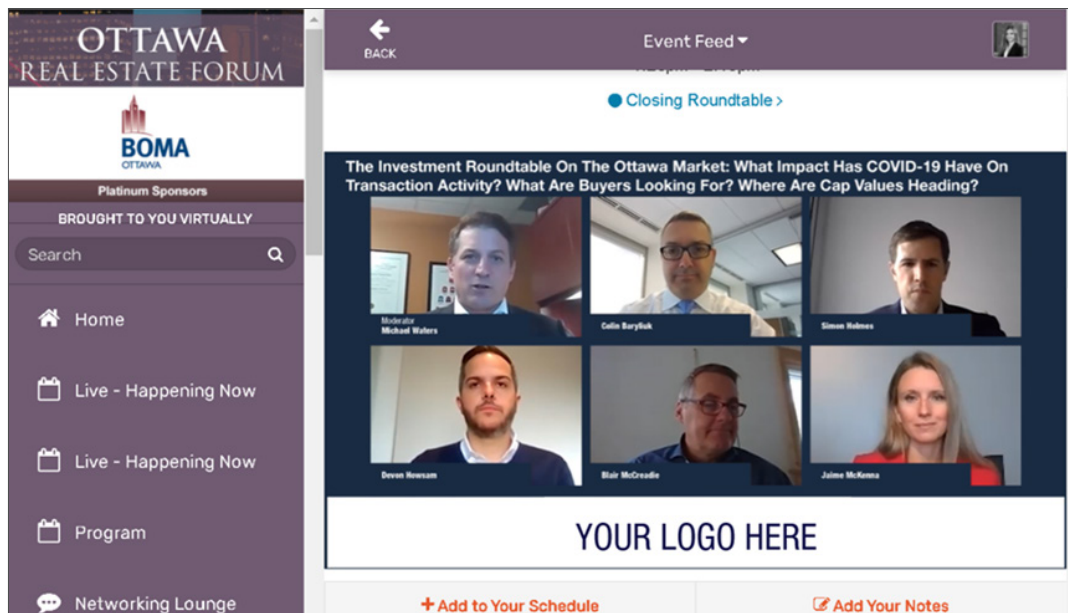 OTTAWA
REAL ESTATE FORUM
BOMA
OTTAWA
Platinum Sponsors
BROUGHT TO YOU VIRTUALLY
Search
Home
Live - Happening Now
Live - Happening Now
Program
Networking Lounge
BACK
Event Feed
Closing Roundtable >
The Investment Roundtable On The Ottawa Market: What Impact Has COVID-19 Have On
Transaction Activity? What Are Buyers Looking For? Where Are Cap Values Heading?
Moderator
Michael Waters
Colin Baryliuk
Simon Holmes
Devon Hewsam
Blair McCreadie
Jaime McKenna
YOUR LOGO HERE
+ Add to Your Schedule
Add Your Notes